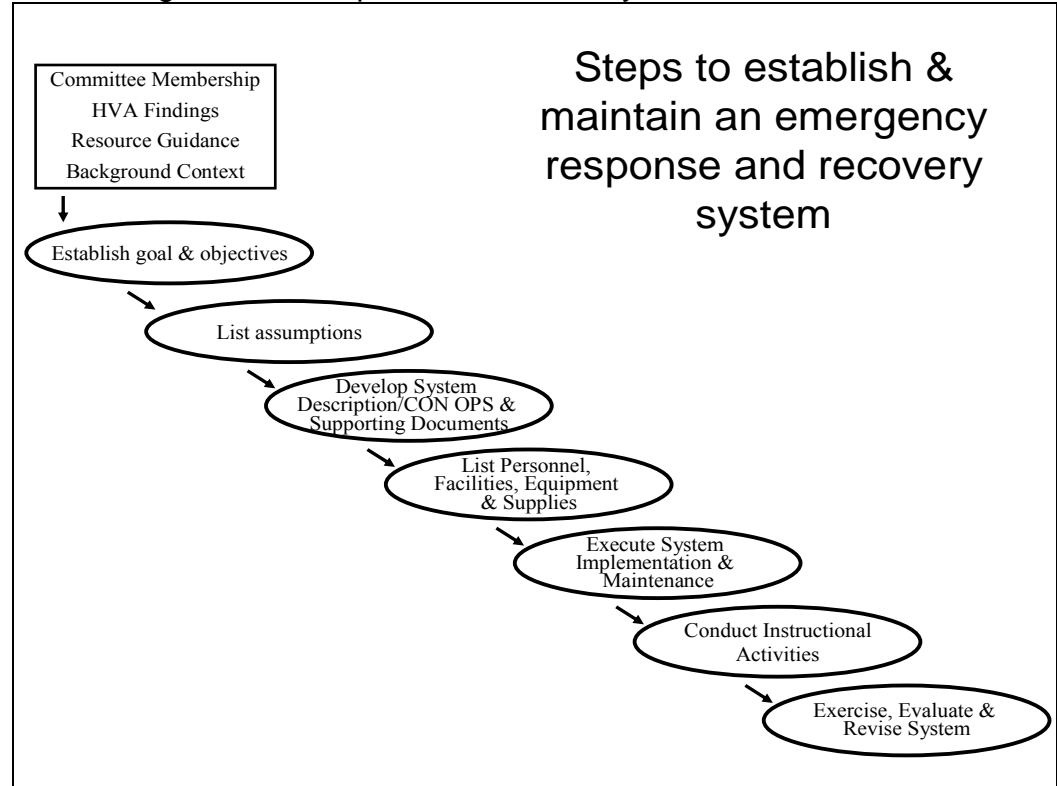 Steps to establish &
maintain an emergency
response and recovery
system
Committee Membership
HVA Findings
Resource Guidance
Background Context
Establish goal & objectives
List assumptions
Develop System
Description/CON OPS &
Supporting Documents
List Personnel,
Facilities, Equipment
& Supplies
Execute System
Implementation &
Maintenance
Conduct Instructional
Activities
Exercise, Evaluate &
Revise System